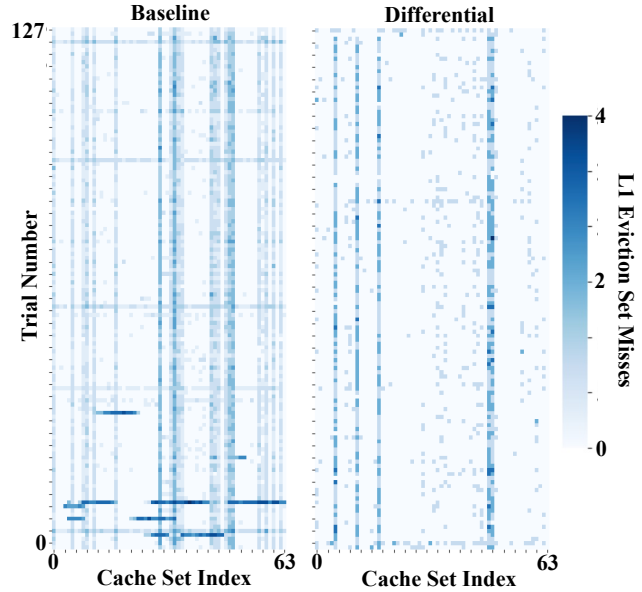 Baseline
Differential
127
Trial Number
0
0
63
Cache Set Index
0
63
Cache Set Index
4
2
0
L1 Eviction Set Misses